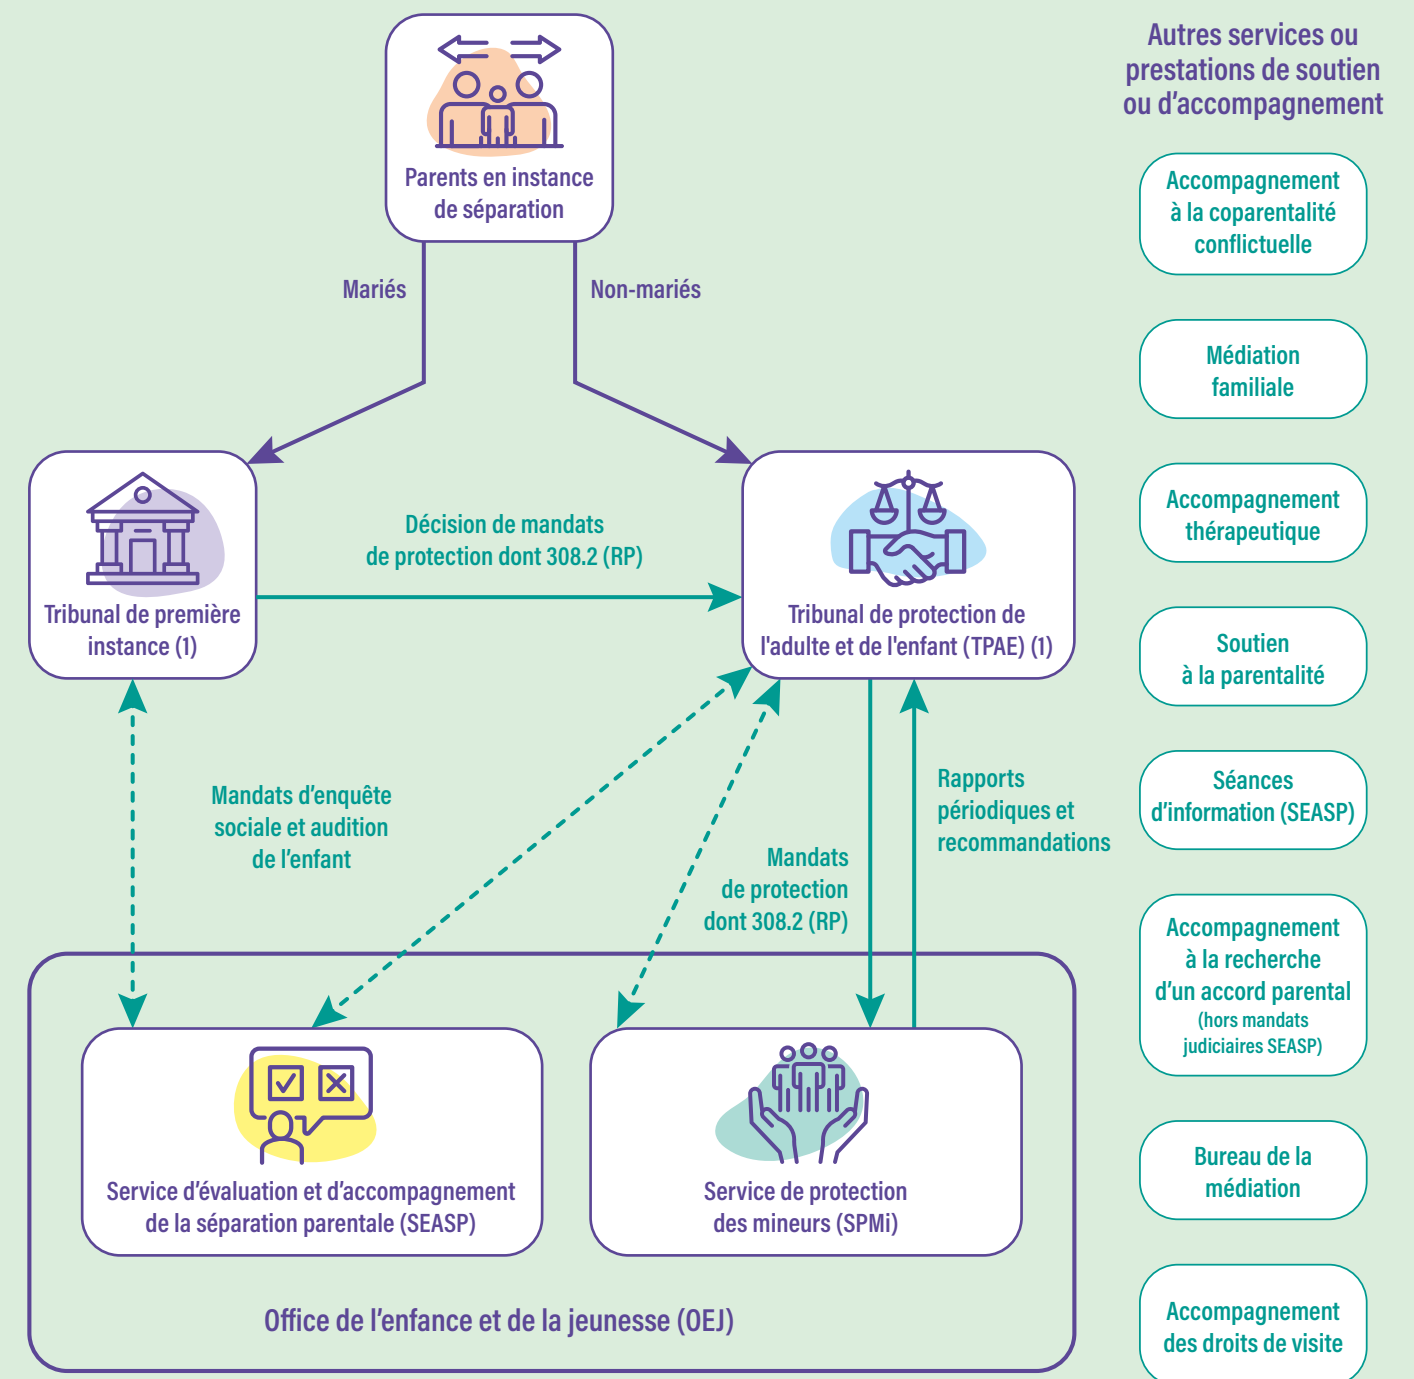 Autres services ou
prestations de soutien
ou d’accompagnement
Parents en instance
de séparation
Mariés
Non-mariés
Tribunal de première
instance (1)
Décision de mandats
de protection dont 308.2 (RP)
Tribunal de protection de
l'adulte et de l'enfant (TPAE) (1)
Mandats d’enquête
sociale et audition
de l’enfant
Mandats
de protection
dont 308.2 (RP)
Rapports
périodiques et
recommandations
Service d’évaluation et d’accompagnement
de la séparation parentale (SEASP)
Service de protection
des mineurs (SPMi)
Office de l’enfance et de la jeunesse (OEJ)
Accompagnement
à la coparentalité
conflictuelle
Médiation
familiale
Accompagnement
thérapeutique
Soutien
à la parentalité
Séances
d’information (SEASP)
Accompagnement
à la recherche
d’un accord parental
(hors mandats
judiciaires SEASP)
Bureau de la
médiation
Accompagnement
des droits de visite